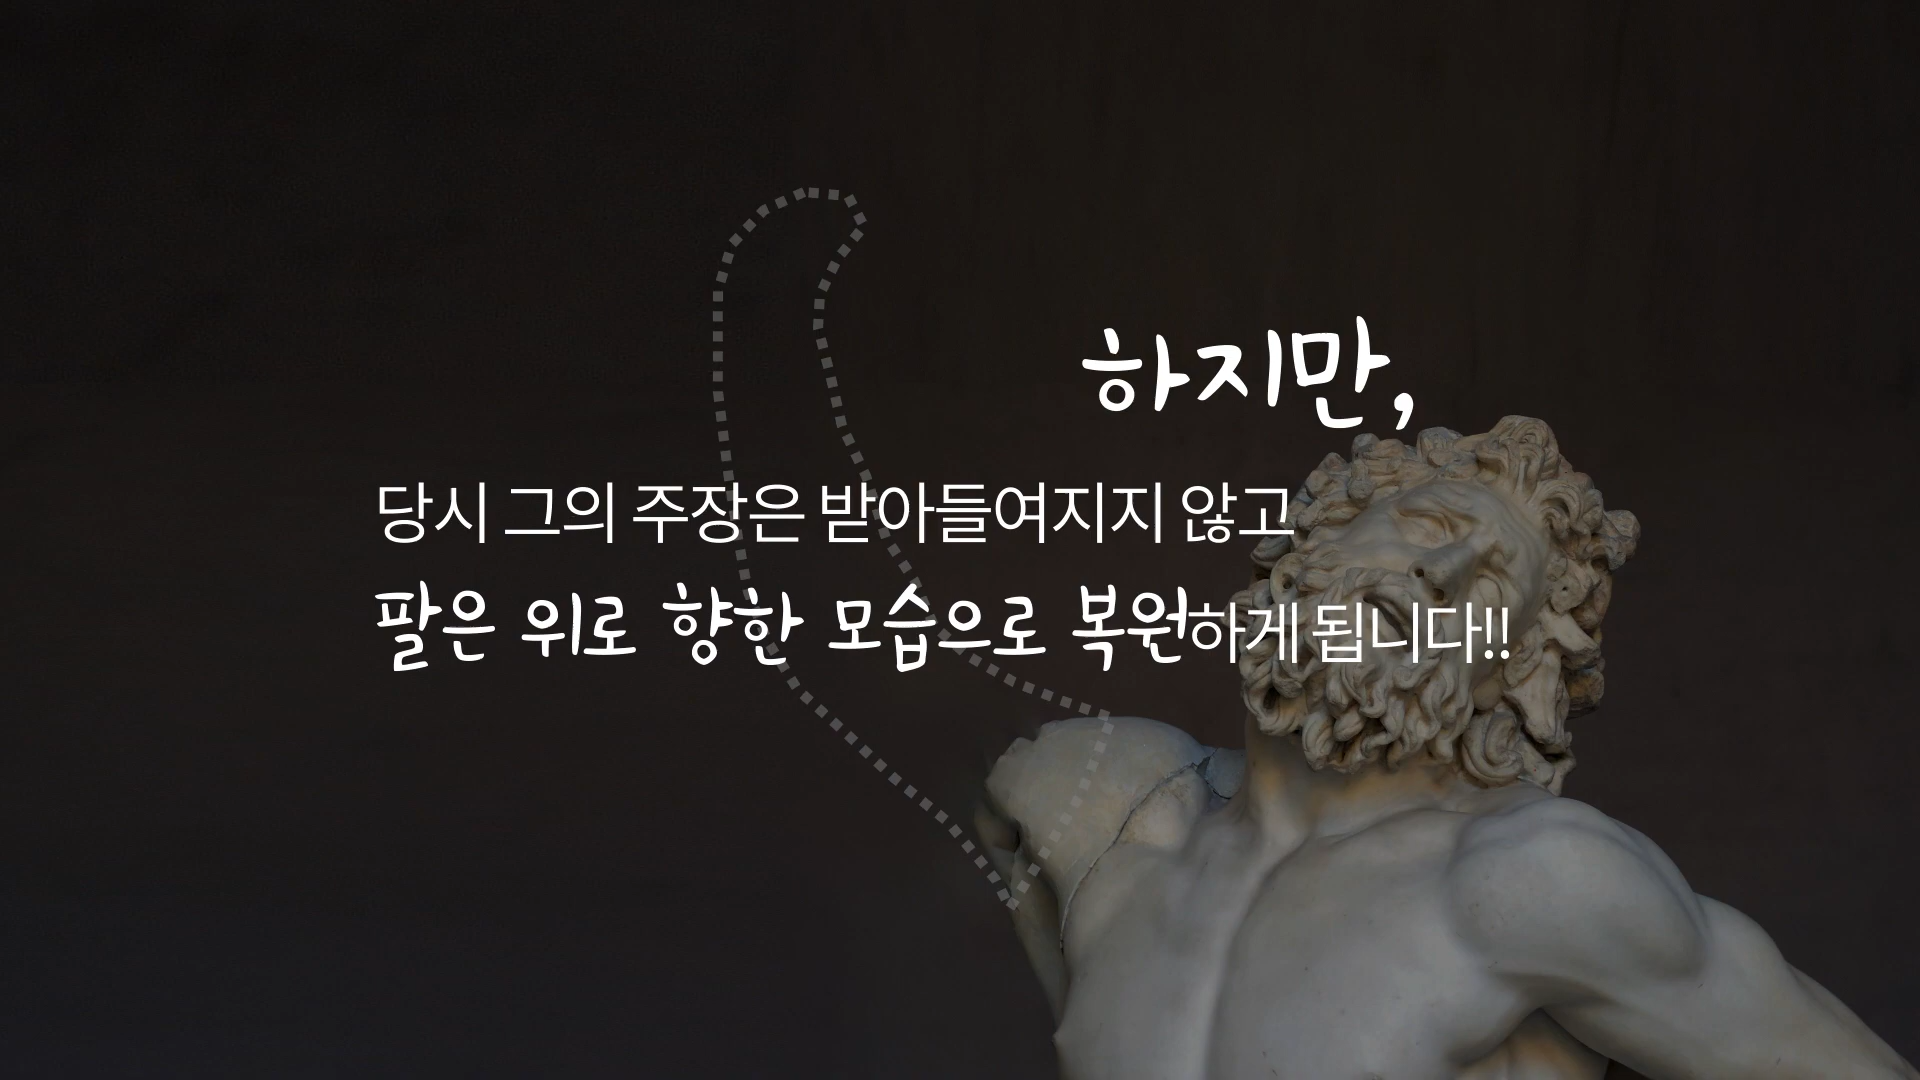 하지만,
당시 그의 주장은 받아들여지지 않고
팔은 위로 향한 모습으로 복원하게 됩니다!!